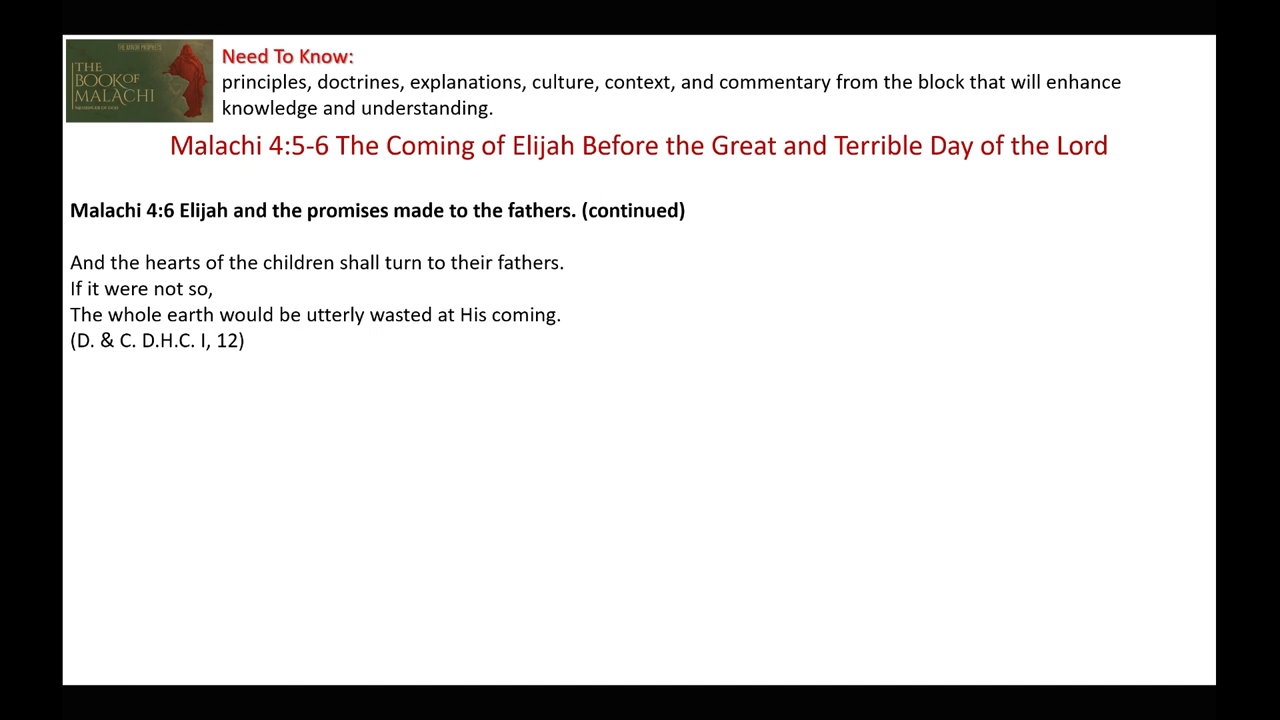 THE MINOR PROPHETS
THE
BOOK OF
MALACHI
Need To Know:
principles, doctrines, explanations, culture, context, and commentary from the block that will enhance
knowledge and understanding.
Malachi 4:5-6 The Coming of Elijah Before the Great and Terrible Day of the Lord
Malachi 4:6 Elijah and the promises made to the fathers. (continued)
And the hearts of the children shall turn to their fathers.
If it were not so,
The whole earth would be utterly wasted at His coming.
(D. & C. D.H.C. I, 12)